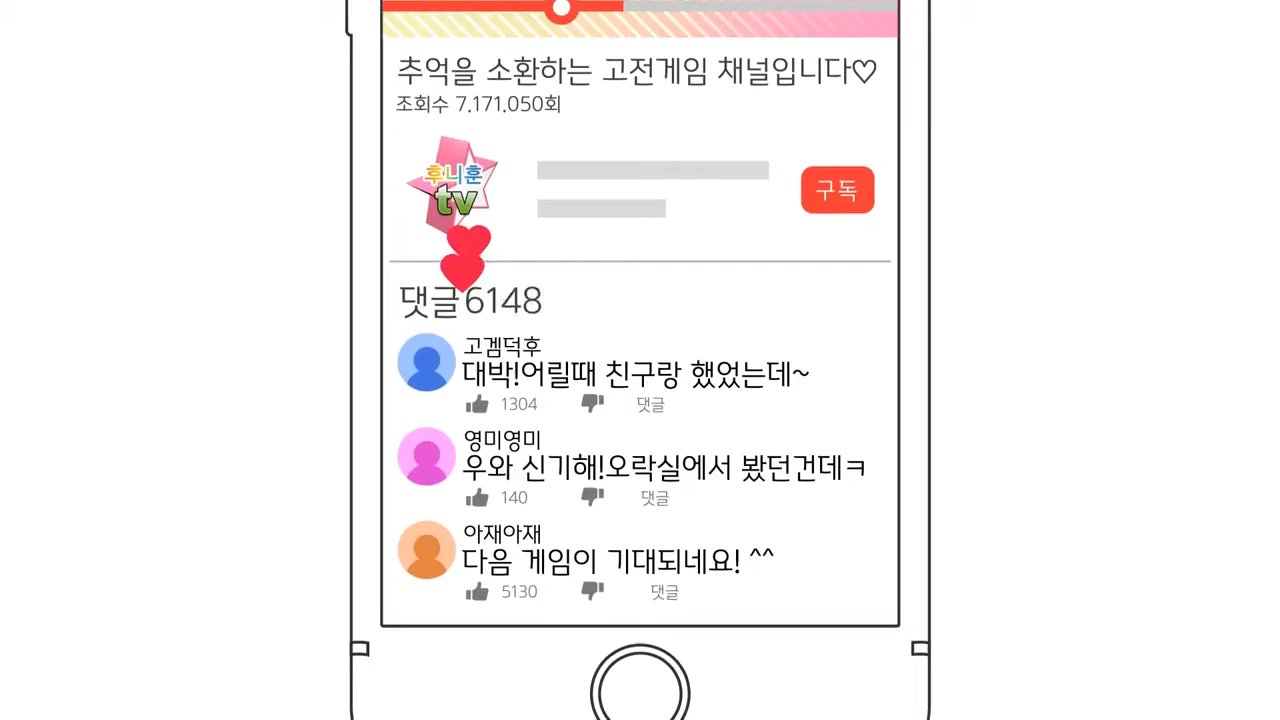 추억을 소환하는 고전게임 채널입니다♡
조회수 7,171,050회
후니훈
tv
구독
댓글 6148
고겜덕후
대박!어릴때 친구랑 했었는데~
1304 댓글
영미영미
우와 신기해!오락실에서 봤던건데ㅋ
140 댓글
아재아재
다음 게임이 기대되네요! ^^
5130 댓글